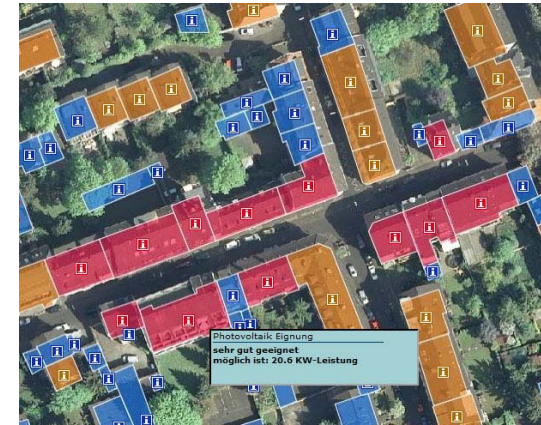 Photovoltaik Eignung
sehr gut geeignet
möglich ist: 20.6 KW-Leistung